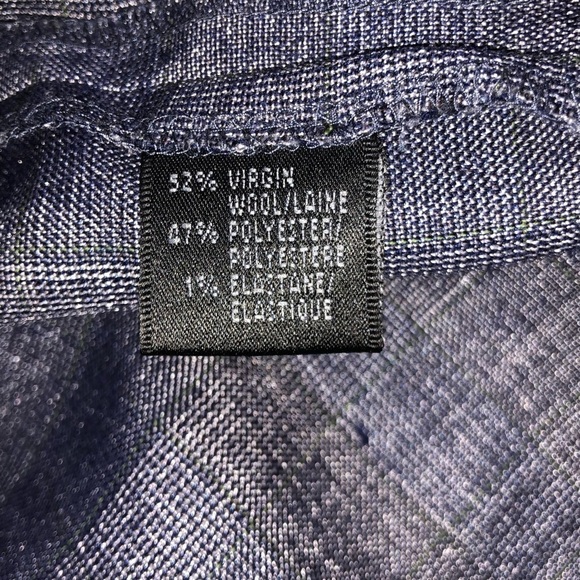 52% VIRGIN
WOOL/LAINE
47% POLYESTER/
POLYESTERE
1% ELASTANE/
ELASTIQUE